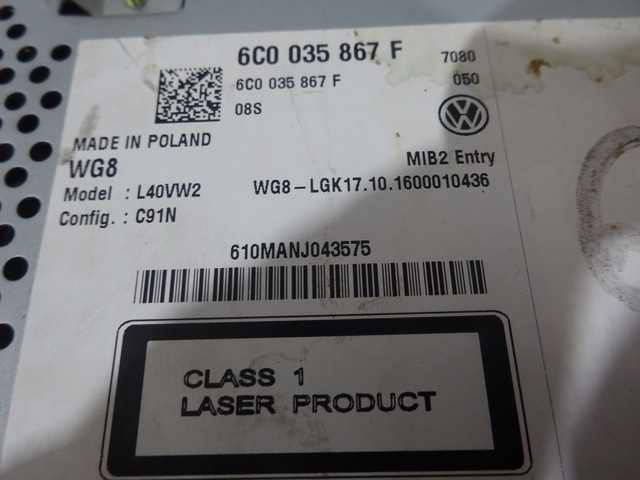 6C0 035 867 F 7080
6C0 035 867 F 050
08S
MADE IN POLAND
WG8 MIB2 Entry
Model : L40VW2 WG8-LGK17.10.1600010436
Config. : C91N
610MANJ043575
CLASS 1
LASER PRODUCT